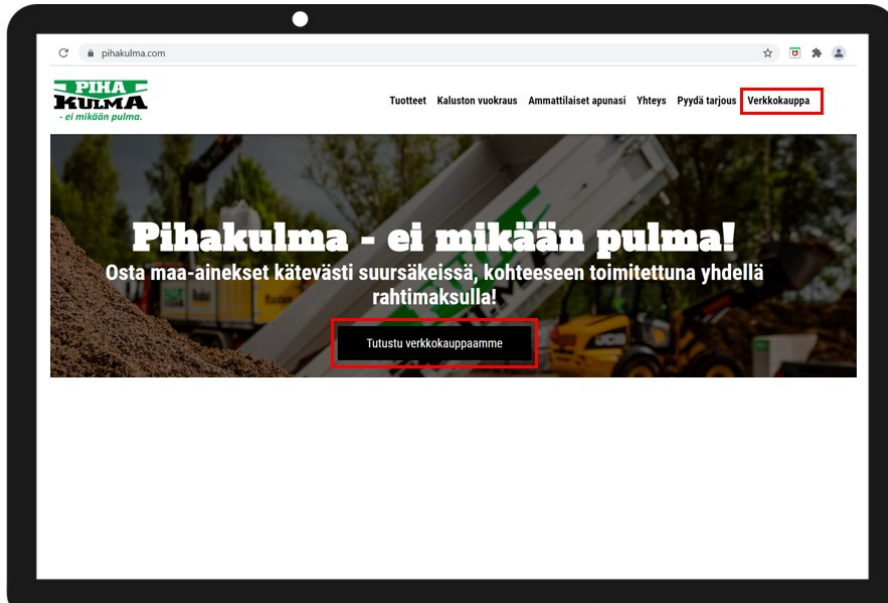 pihakulma.com
PIHA
KULMA
- ei mikään pulma.
Tuotteet Kaluston vuokraus Ammattilaiset apunasi Yhteys Pyydä tarjous Verkkokauppa
Pihakulma - ei mikään pulma!
Osta maa-ainekset kätevästi suursäkeissä, kohteeseen toimitettuna yhdellä
rahtimaksulla!
Tutustu verkkokauppaamme
JCB